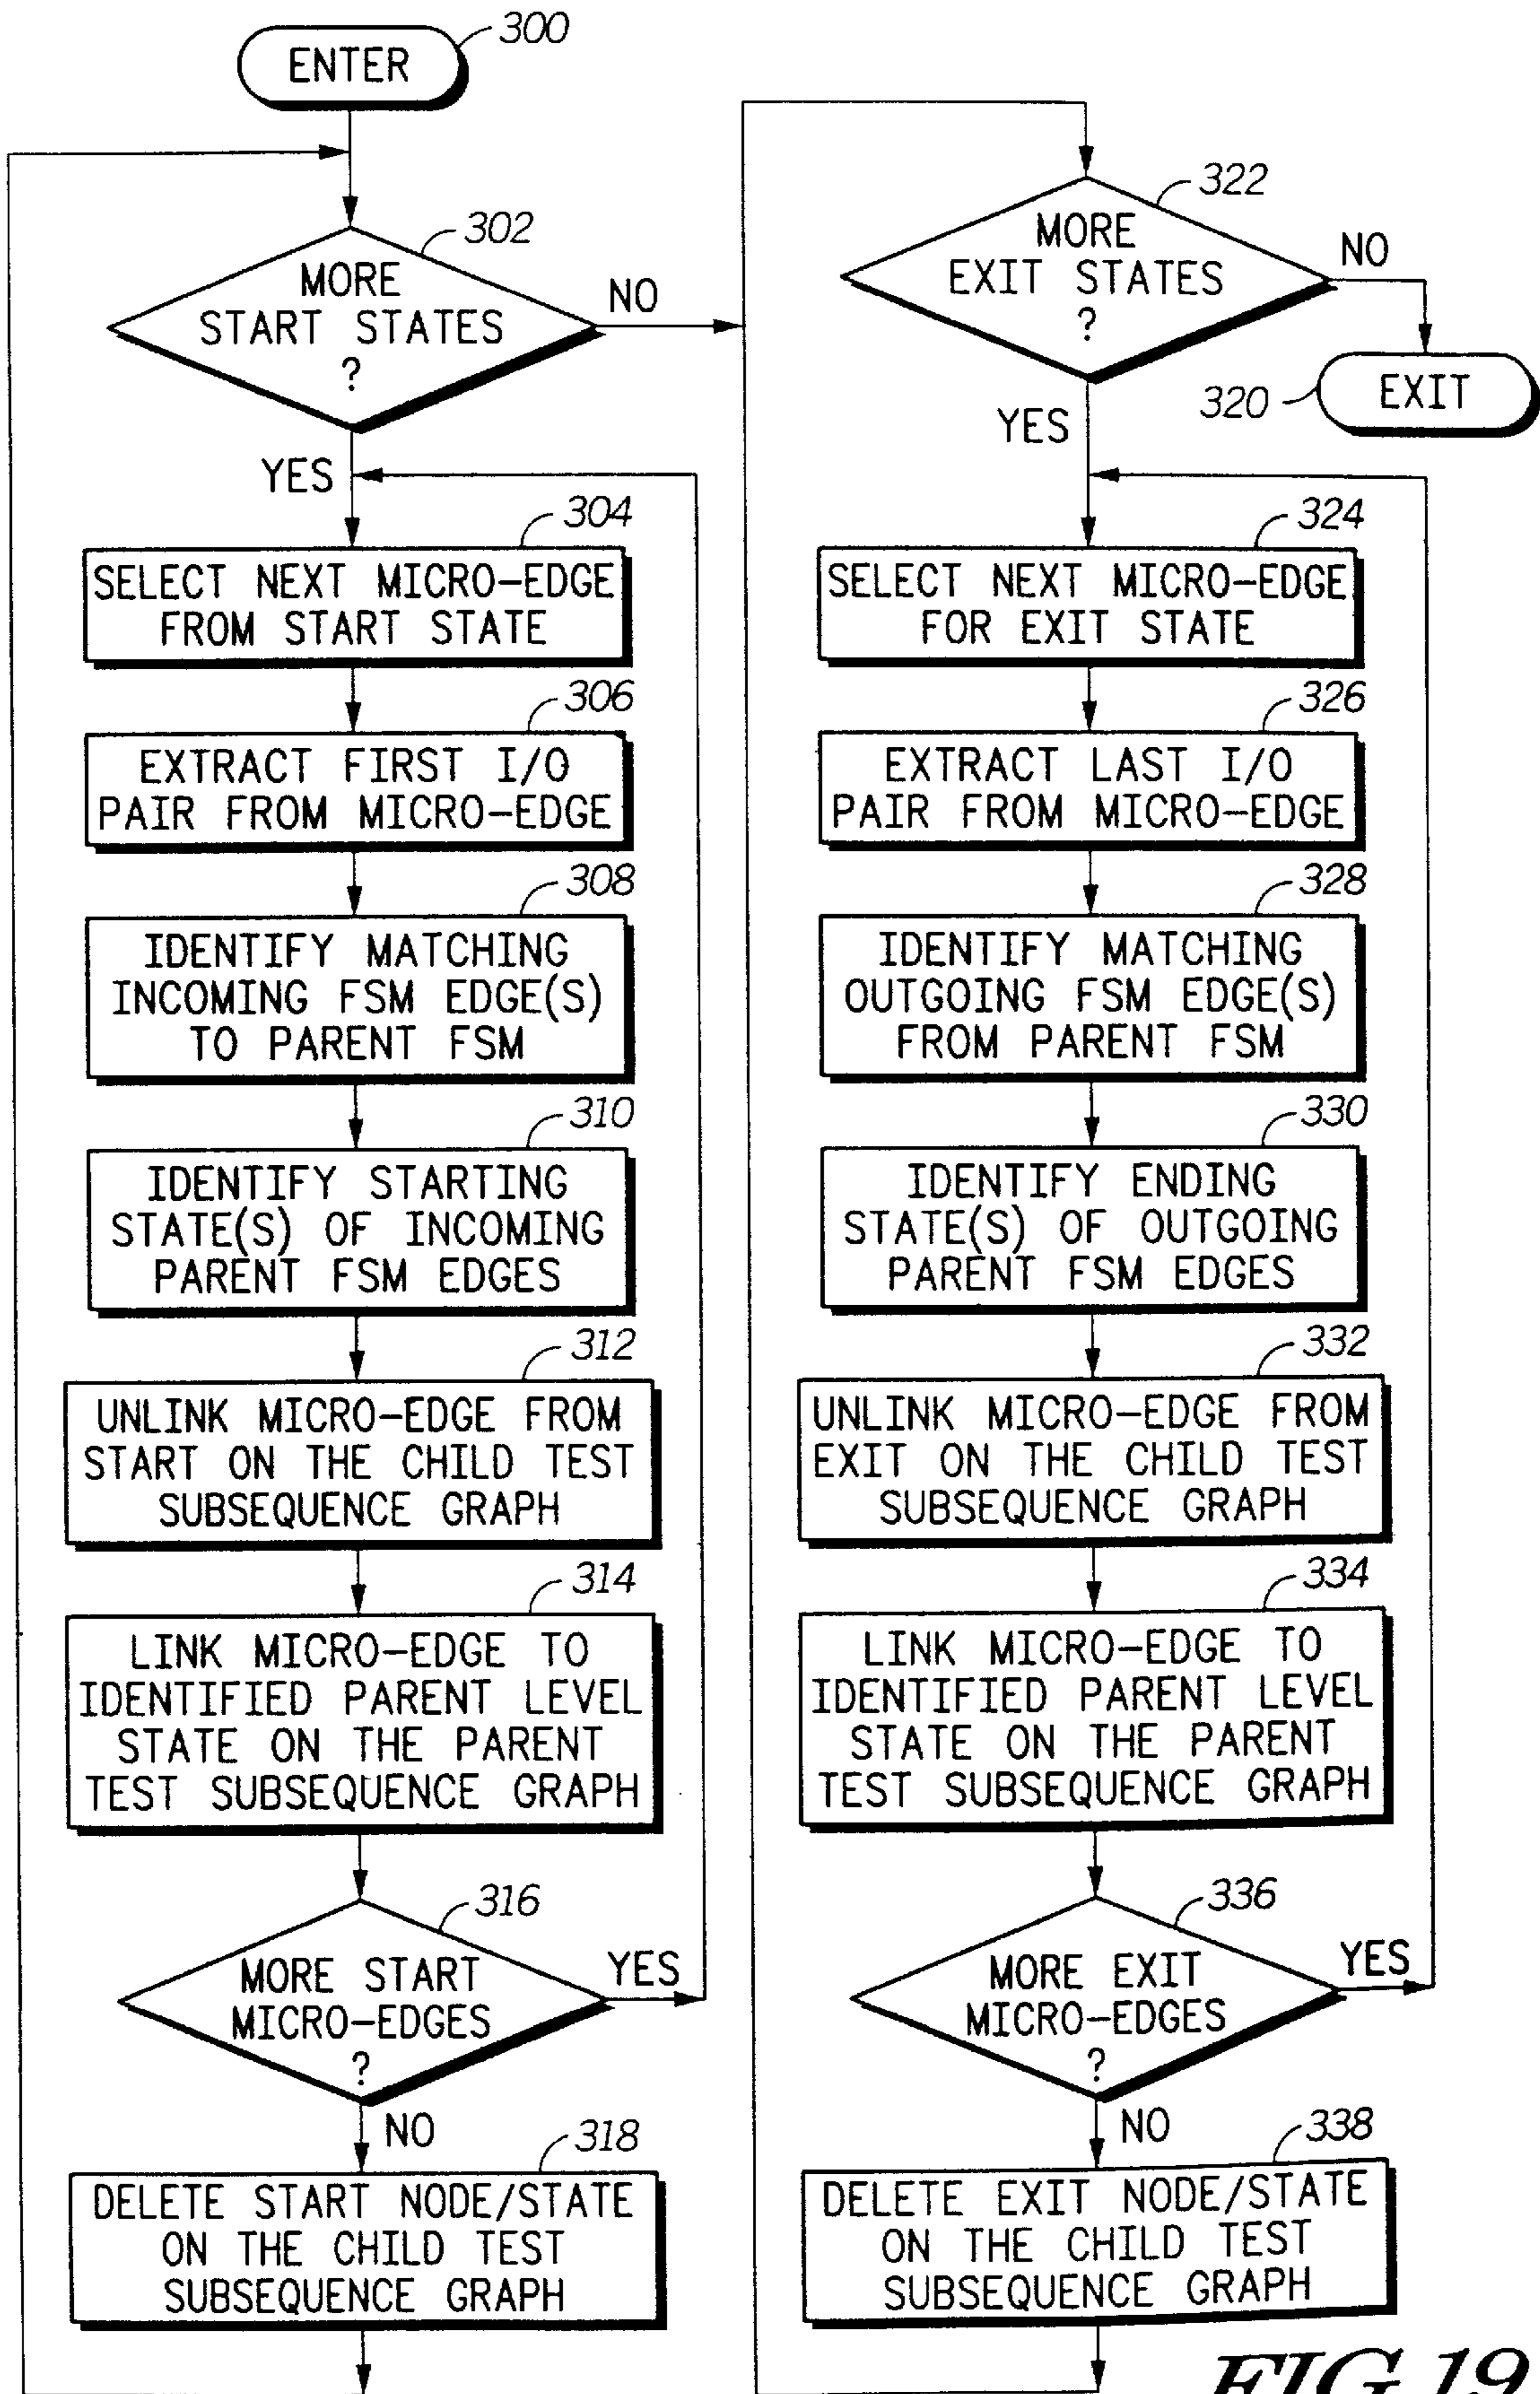 300
ENTER
302
MORE
START STATES
?
NO
YES
304
SELECT NEXT MICRO-EDGE
FROM START STATE
306
EXTRACT FIRST I/O
PAIR FROM MICRO-EDGE
308
IDENTIFY MATCHING
INCOMING FSM EDGE(S)
TO PARENT FSM
310
IDENTIFY STARTING
STATE(S) OF INCOMING
PARENT FSM EDGES
312
UNLINK MICRO-EDGE FROM
START ON THE CHILD TEST
SUBSEQUENCE GRAPH
314
LINK MICRO-EDGE TO
IDENTIFIED PARENT LEVEL
STATE ON THE PARENT
TEST SUBSEQUENCE GRAPH
316
MORE START
MICRO-EDGES
?
YES
NO
318
DELETE START NODE/STATE
ON THE CHILD TEST
SUBSEQUENCE GRAPH
322
MORE
EXIT STATES
?
NO
320
EXIT
YES
324
SELECT NEXT MICRO-EDGE
FOR EXIT STATE
326
EXTRACT LAST I/O
PAIR FROM MICRO-EDGE
328
IDENTIFY MATCHING
OUTGOING FSM EDGE(S)
FROM PARENT FSM
330
IDENTIFY ENDING
STATE(S) OF OUTGOING
PARENT FSM EDGES
332
UNLINK MICRO-EDGE FROM
EXIT ON THE CHILD TEST
SUBSEQUENCE GRAPH
334
LINK MICRO-EDGE TO
IDENTIFIED PARENT LEVEL
STATE ON THE PARENT
TEST SUBSEQUENCE GRAPH
336
MORE EXIT
MICRO-EDGES
?
YES
NO
338
DELETE EXIT NODE/STATE
ON THE CHILD TEST
SUBSEQUENCE GRAPH
FIG.19